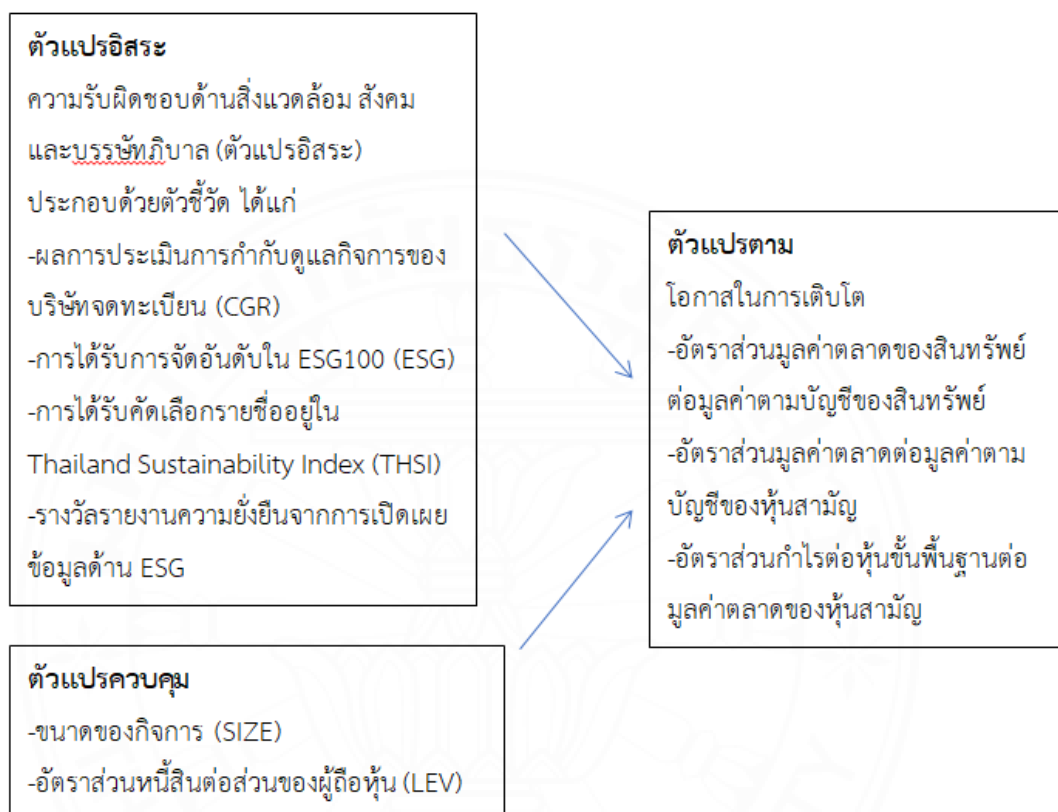 ตัวแปรอิสระ
ความรับผิดชอบด้านสิ่งแวดล้อม สังคม
และบรรษัทภิบาล (ตัวแปรอิสระ)
ประกอบด้วยตัวชี้วัด ได้แก่
-ผลการประเมินการกำกับดูแลกิจการของ
บริษัทจดทะเบียน (CGR)
-การได้รับการจัดอันดับใน ESG100 (ESG)
-การได้รับคัดเลือกรายชื่ออยู่ใน
Thailand Sustainability Index (THSI)
-รางวัลรายงานความยั่งยืนจากการเปิดเผย
ข้อมูลด้าน ESG
ตัวแปรควบคุม
-ขนาดของกิจการ (SIZE)
-อัตราส่วนหนี้สินต่อส่วนของผู้ถือหุ้น (LEV)
ตัวแปรตาม
โอกาสในการเติบโต
-อัตราส่วนมูลค่าตลาดของสินทรัพย์
ต่อมูลค่าตามบัญชีของสินทรัพย์
-อัตราส่วนมูลค่าตลาดต่อมูลค่าตาม
บัญชีของหุ้นสามัญ
-อัตราส่วนกำไรต่อหุ้นขั้นพื้นฐานต่อ
มูลค่าตลาดของหุ้นสามัญ